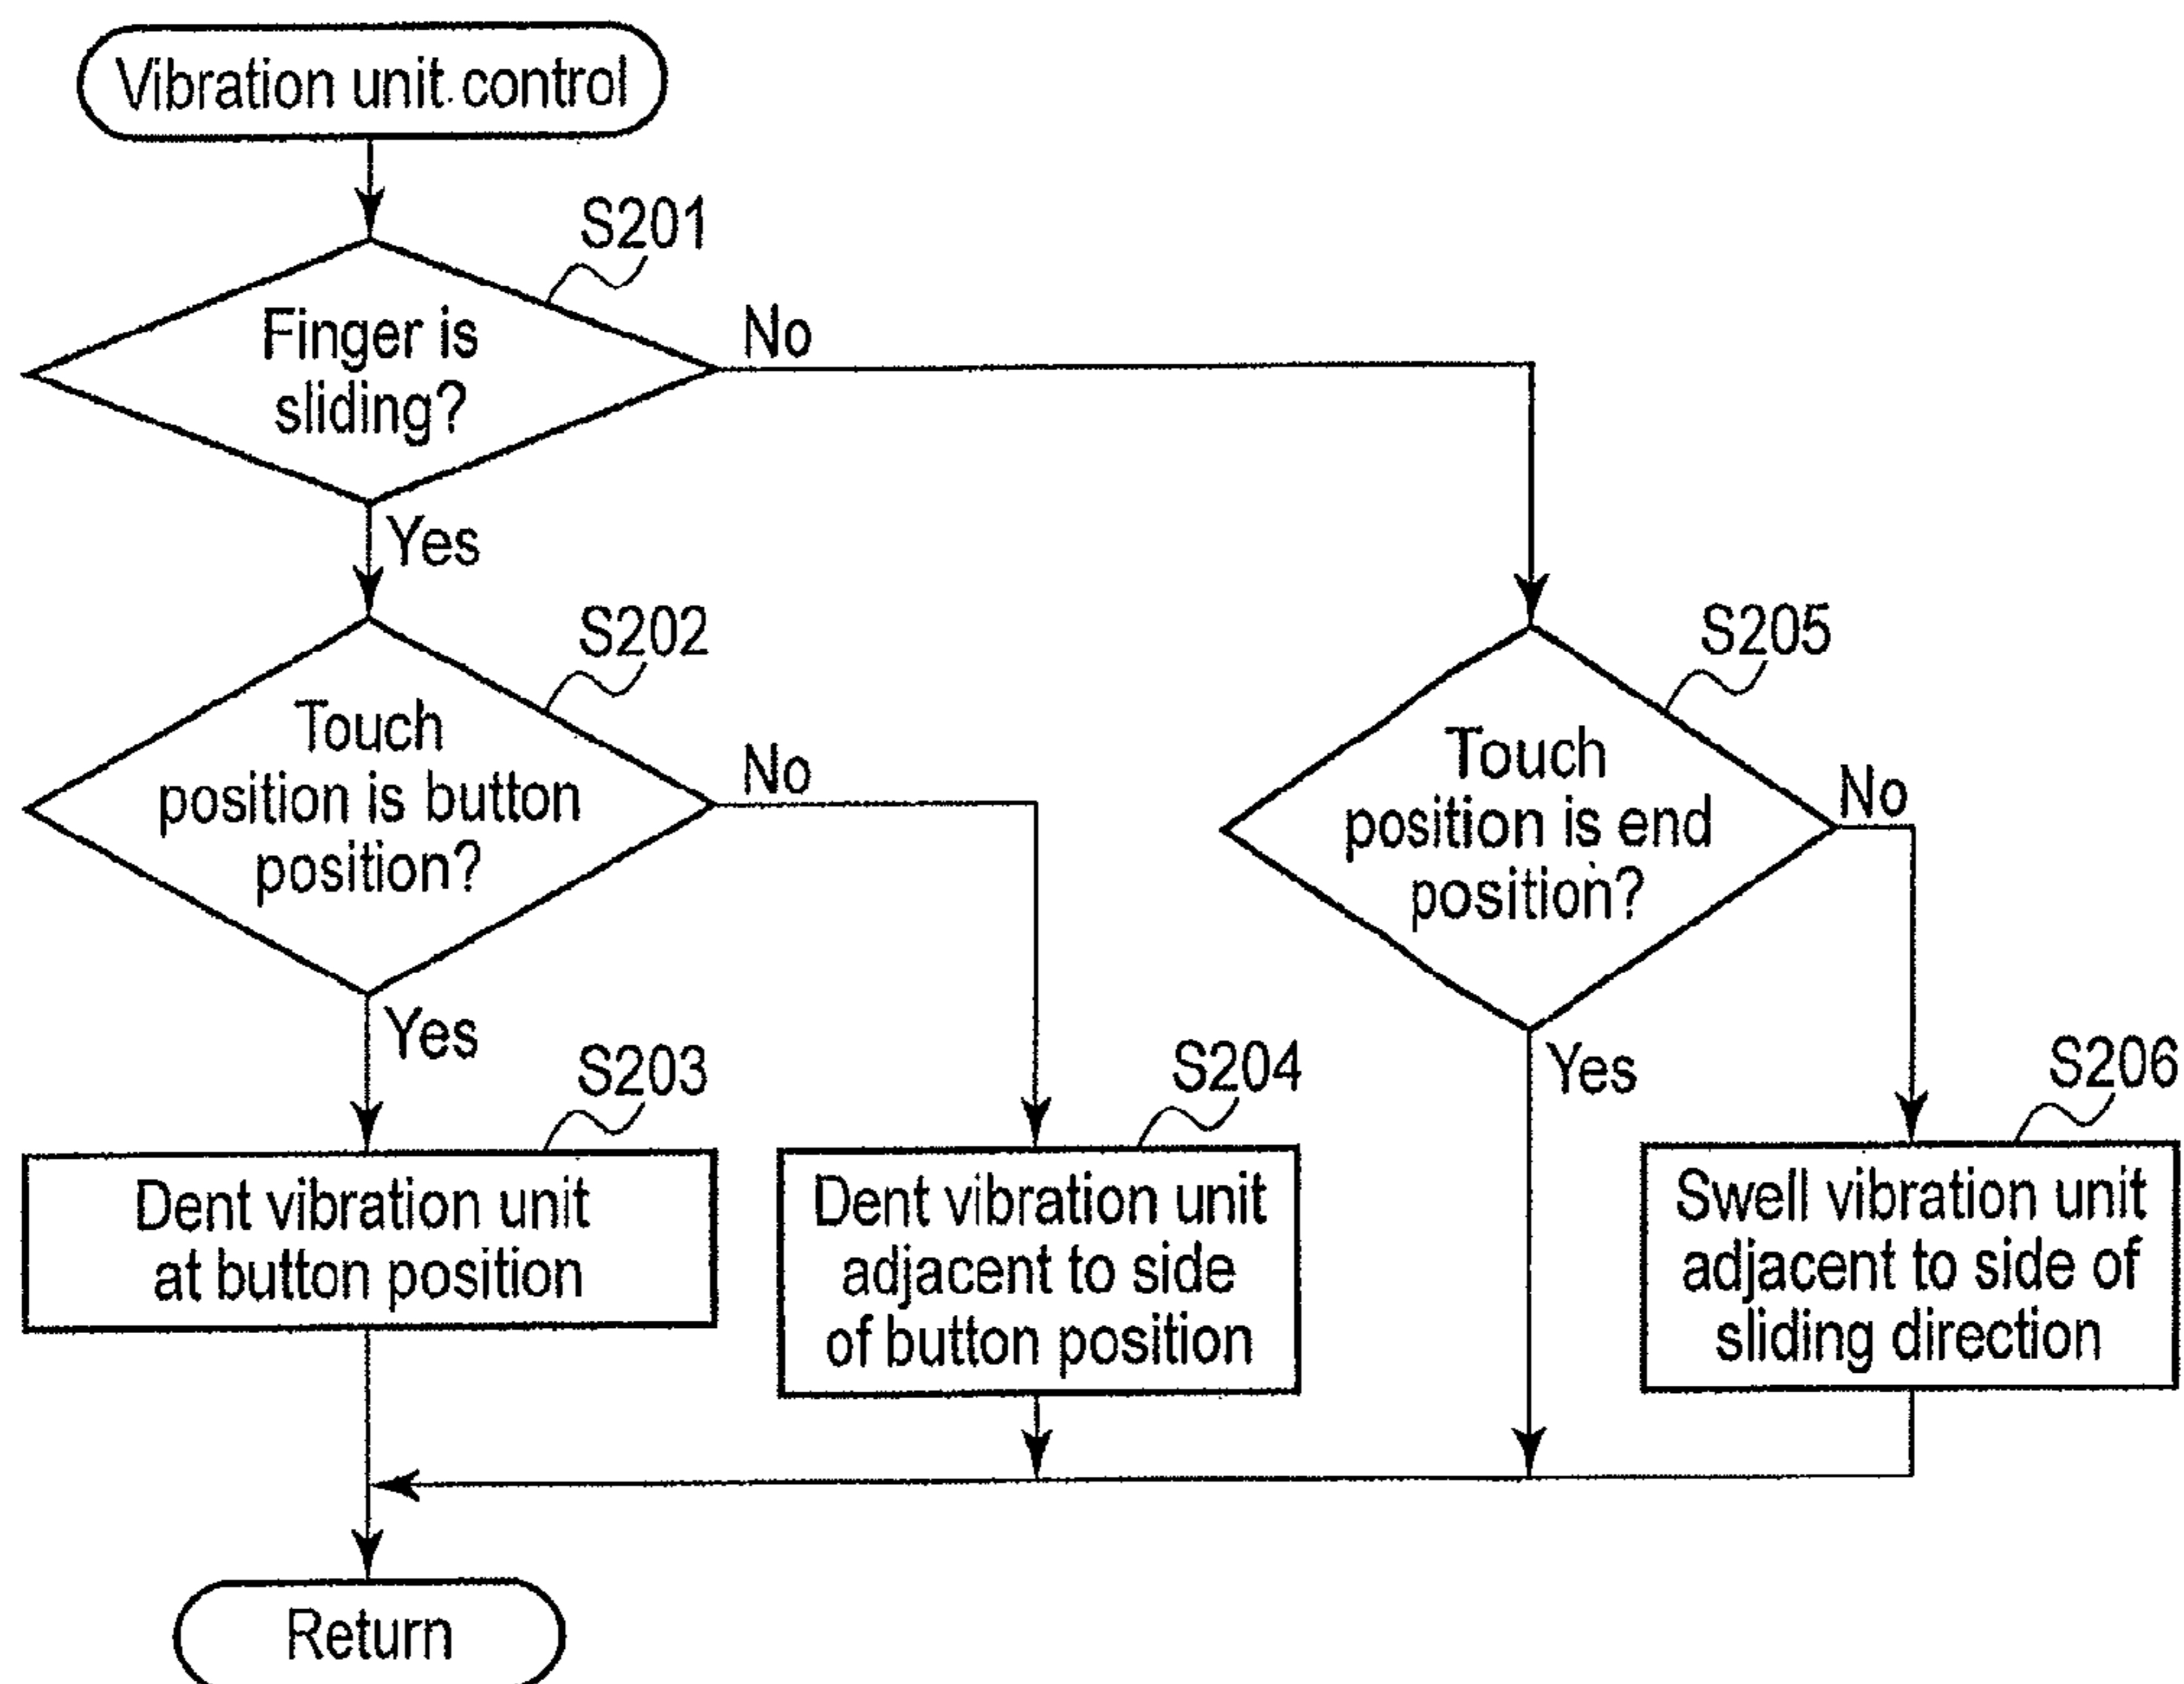 Vibration unit control
S201
Finger is
sliding?
No
Yes
S202
Touch
position is button
position?
No
Yes
S205
Touch
position is end
position?
No
Yes
S203
Dent vibration unit
at button position
S204
Dent vibration unit
adjacent to side
of button position
S206
Swell vibration unit
adjacent to side of
sliding direction
Return